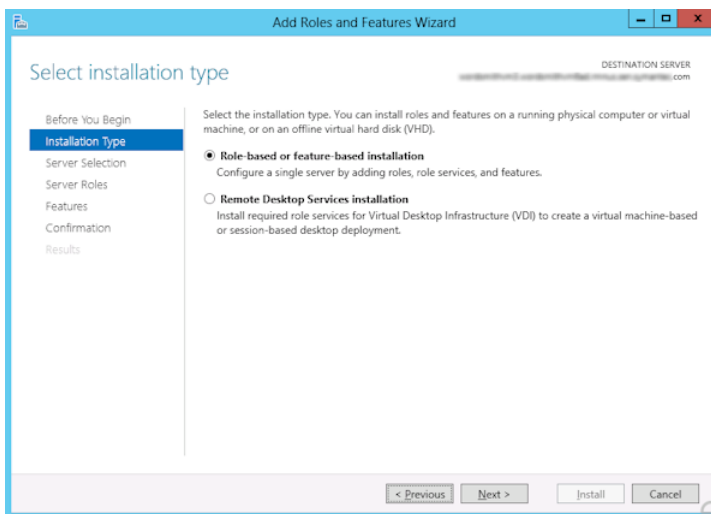 Add Roles and Features Wizard
Select installation type
DESTINATION SERVER
.com
Before You Begin
Installation Type
Server Selection
Server Roles
Features
Confirmation
Results
Select the installation type. You can install roles and features on a running physical computer or virtual
machine, or on an offline virtual hard disk (VHD).
Role-based or feature-based installation
Configure a single server by adding roles, role services, and features.
Remote Desktop Services installation
Install required role services for Virtual Desktop Infrastructure (VDI) to create a virtual machine-based
or session-based desktop deployment.
< Previous Next > Install Cancel